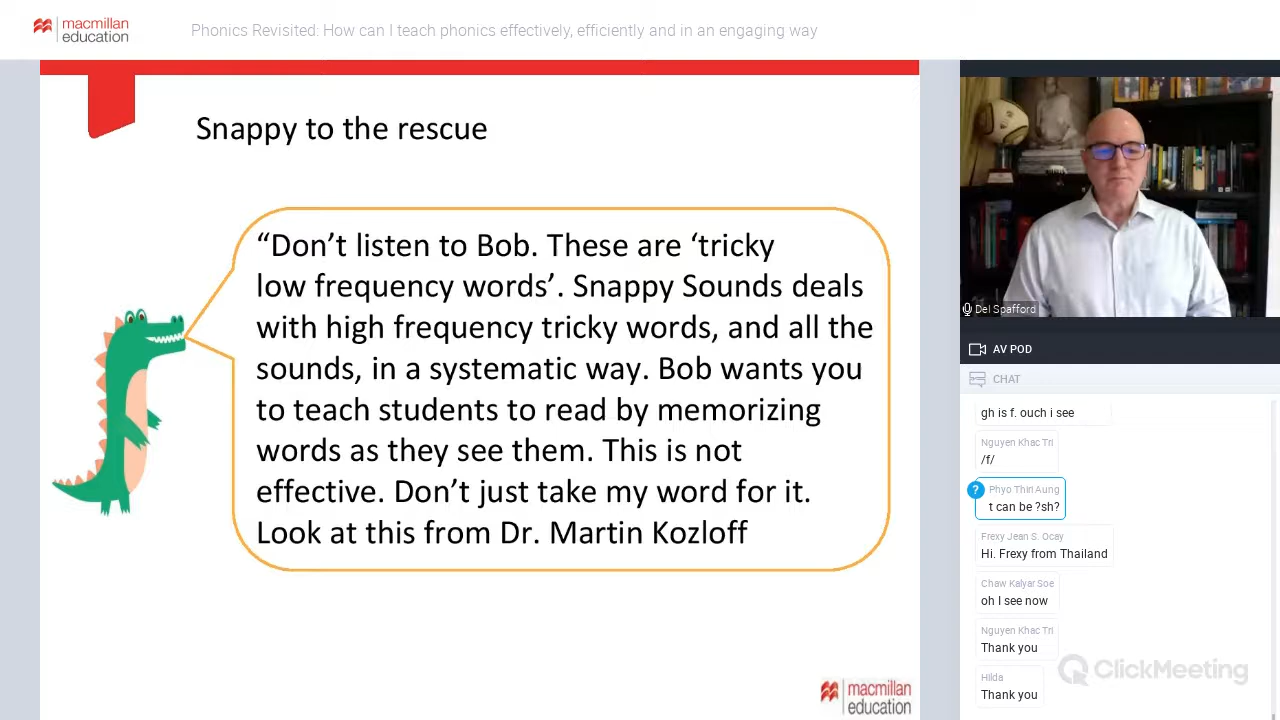 macmillan
education
Phonics Revisited: How can I teach phonics effectively, efficiently and in an engaging way
Snappy to the rescue
“Don’t listen to Bob. These are ‘tricky
low frequency words’. Snappy Sounds deals
with high frequency tricky words, and all the
sounds, in a systematic way. Bob wants you
to teach students to read by memorizing
words as they see them. This is not
effective. Don’t just take my word for it.
Look at this from Dr. Martin Kozloff
macmillan
education
Del Spafford
AV POD
CHAT
gh is f. ouch i see
Nguyen Khac Tri
/f/
?
Phyo Thiri Aung
t can be ?sh?
Frexy Jean S. Ocay
Hi. Frexy from Thailand
Chaw Kalyar Soe
oh I see now
Nguyen Khac Tri
Thank you
Hilda
Thank you
ClickMeeting